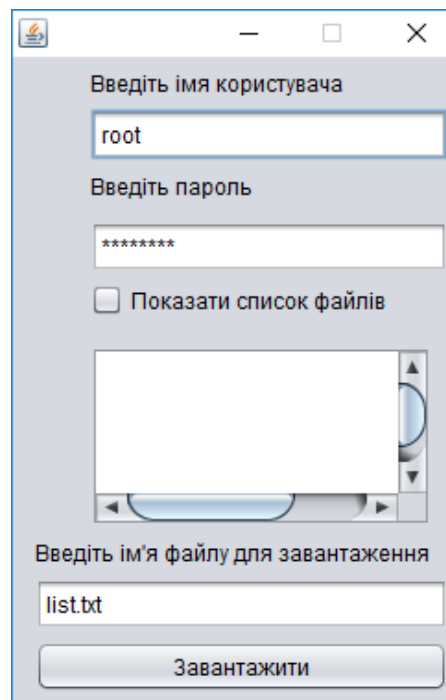 Введіть імя користувача
root
Введіть пароль
********
Показати список файлів
Введіть ім'я файлу для завантаження
list.txt
Завантажити